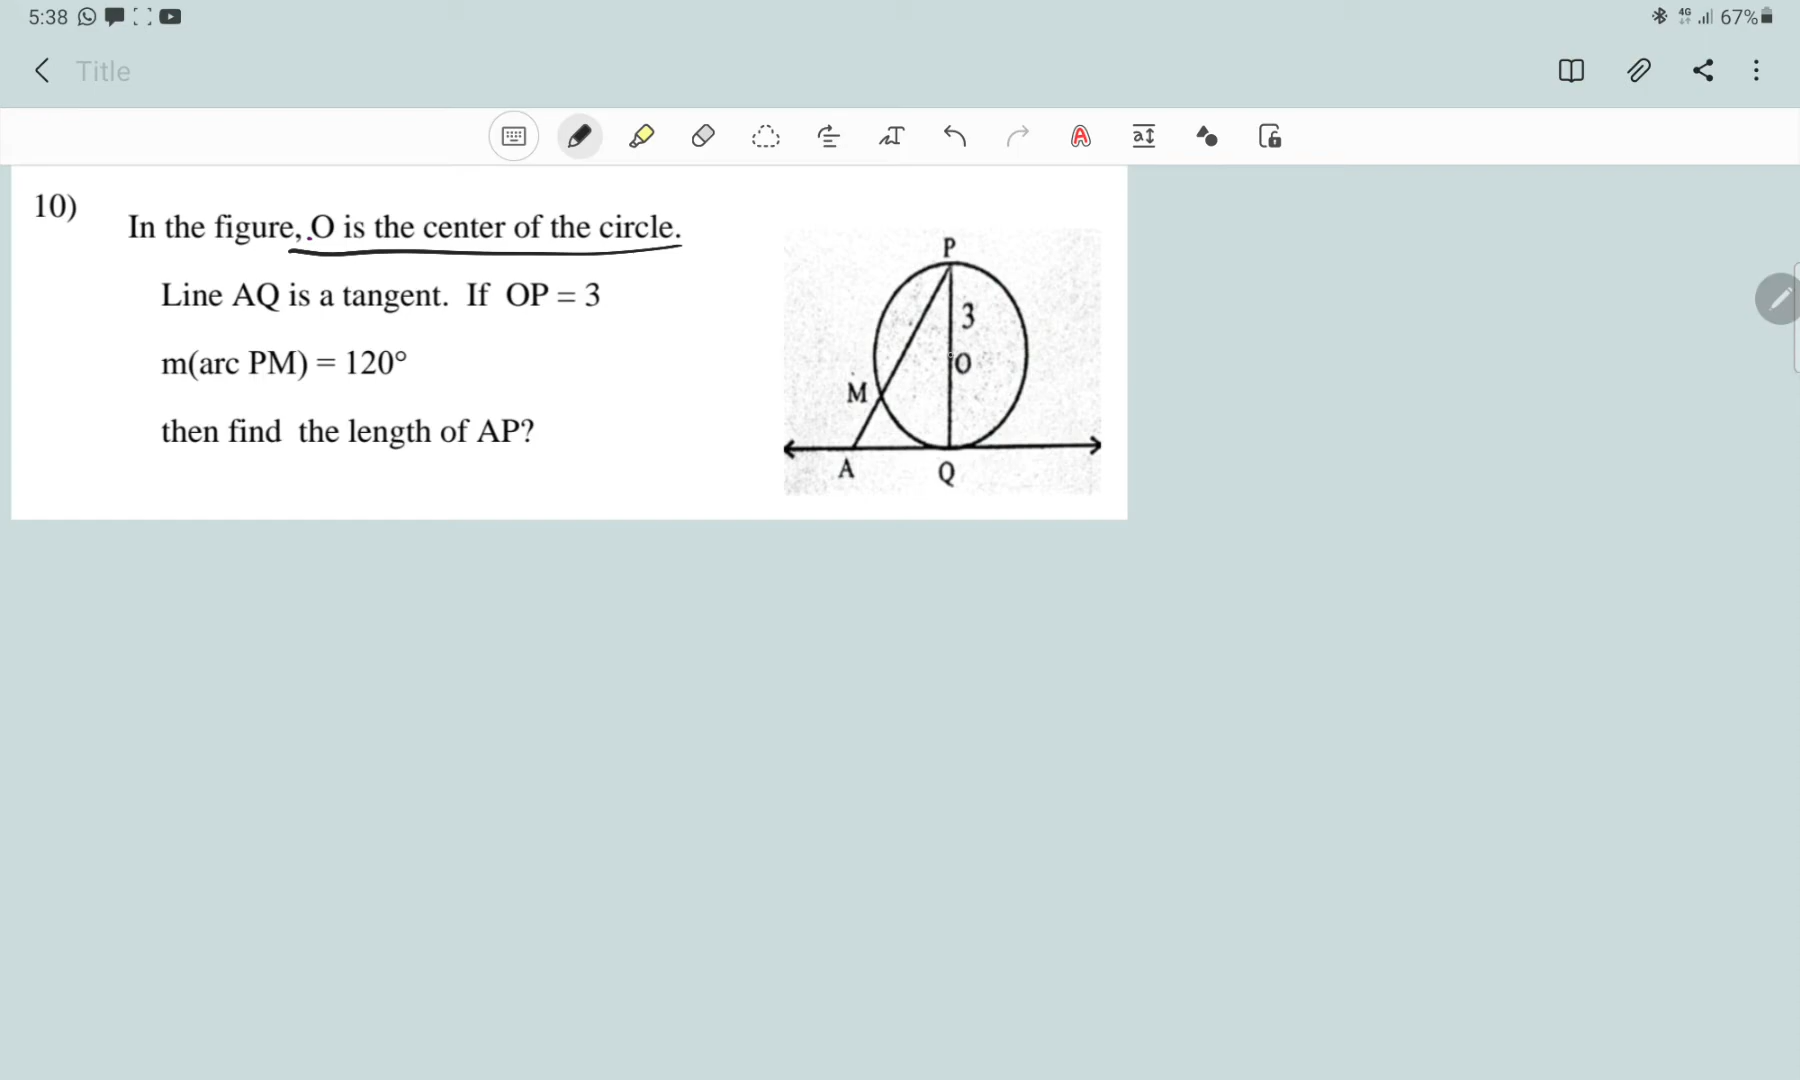 5:38
4G 67%
Title
10)
In the figure, .O is the center of the circle.
Line AQ is a tangent. If OP = 3
m(arc PM) = 120°
then find the length of AP?
P
3
O
M
A
Q